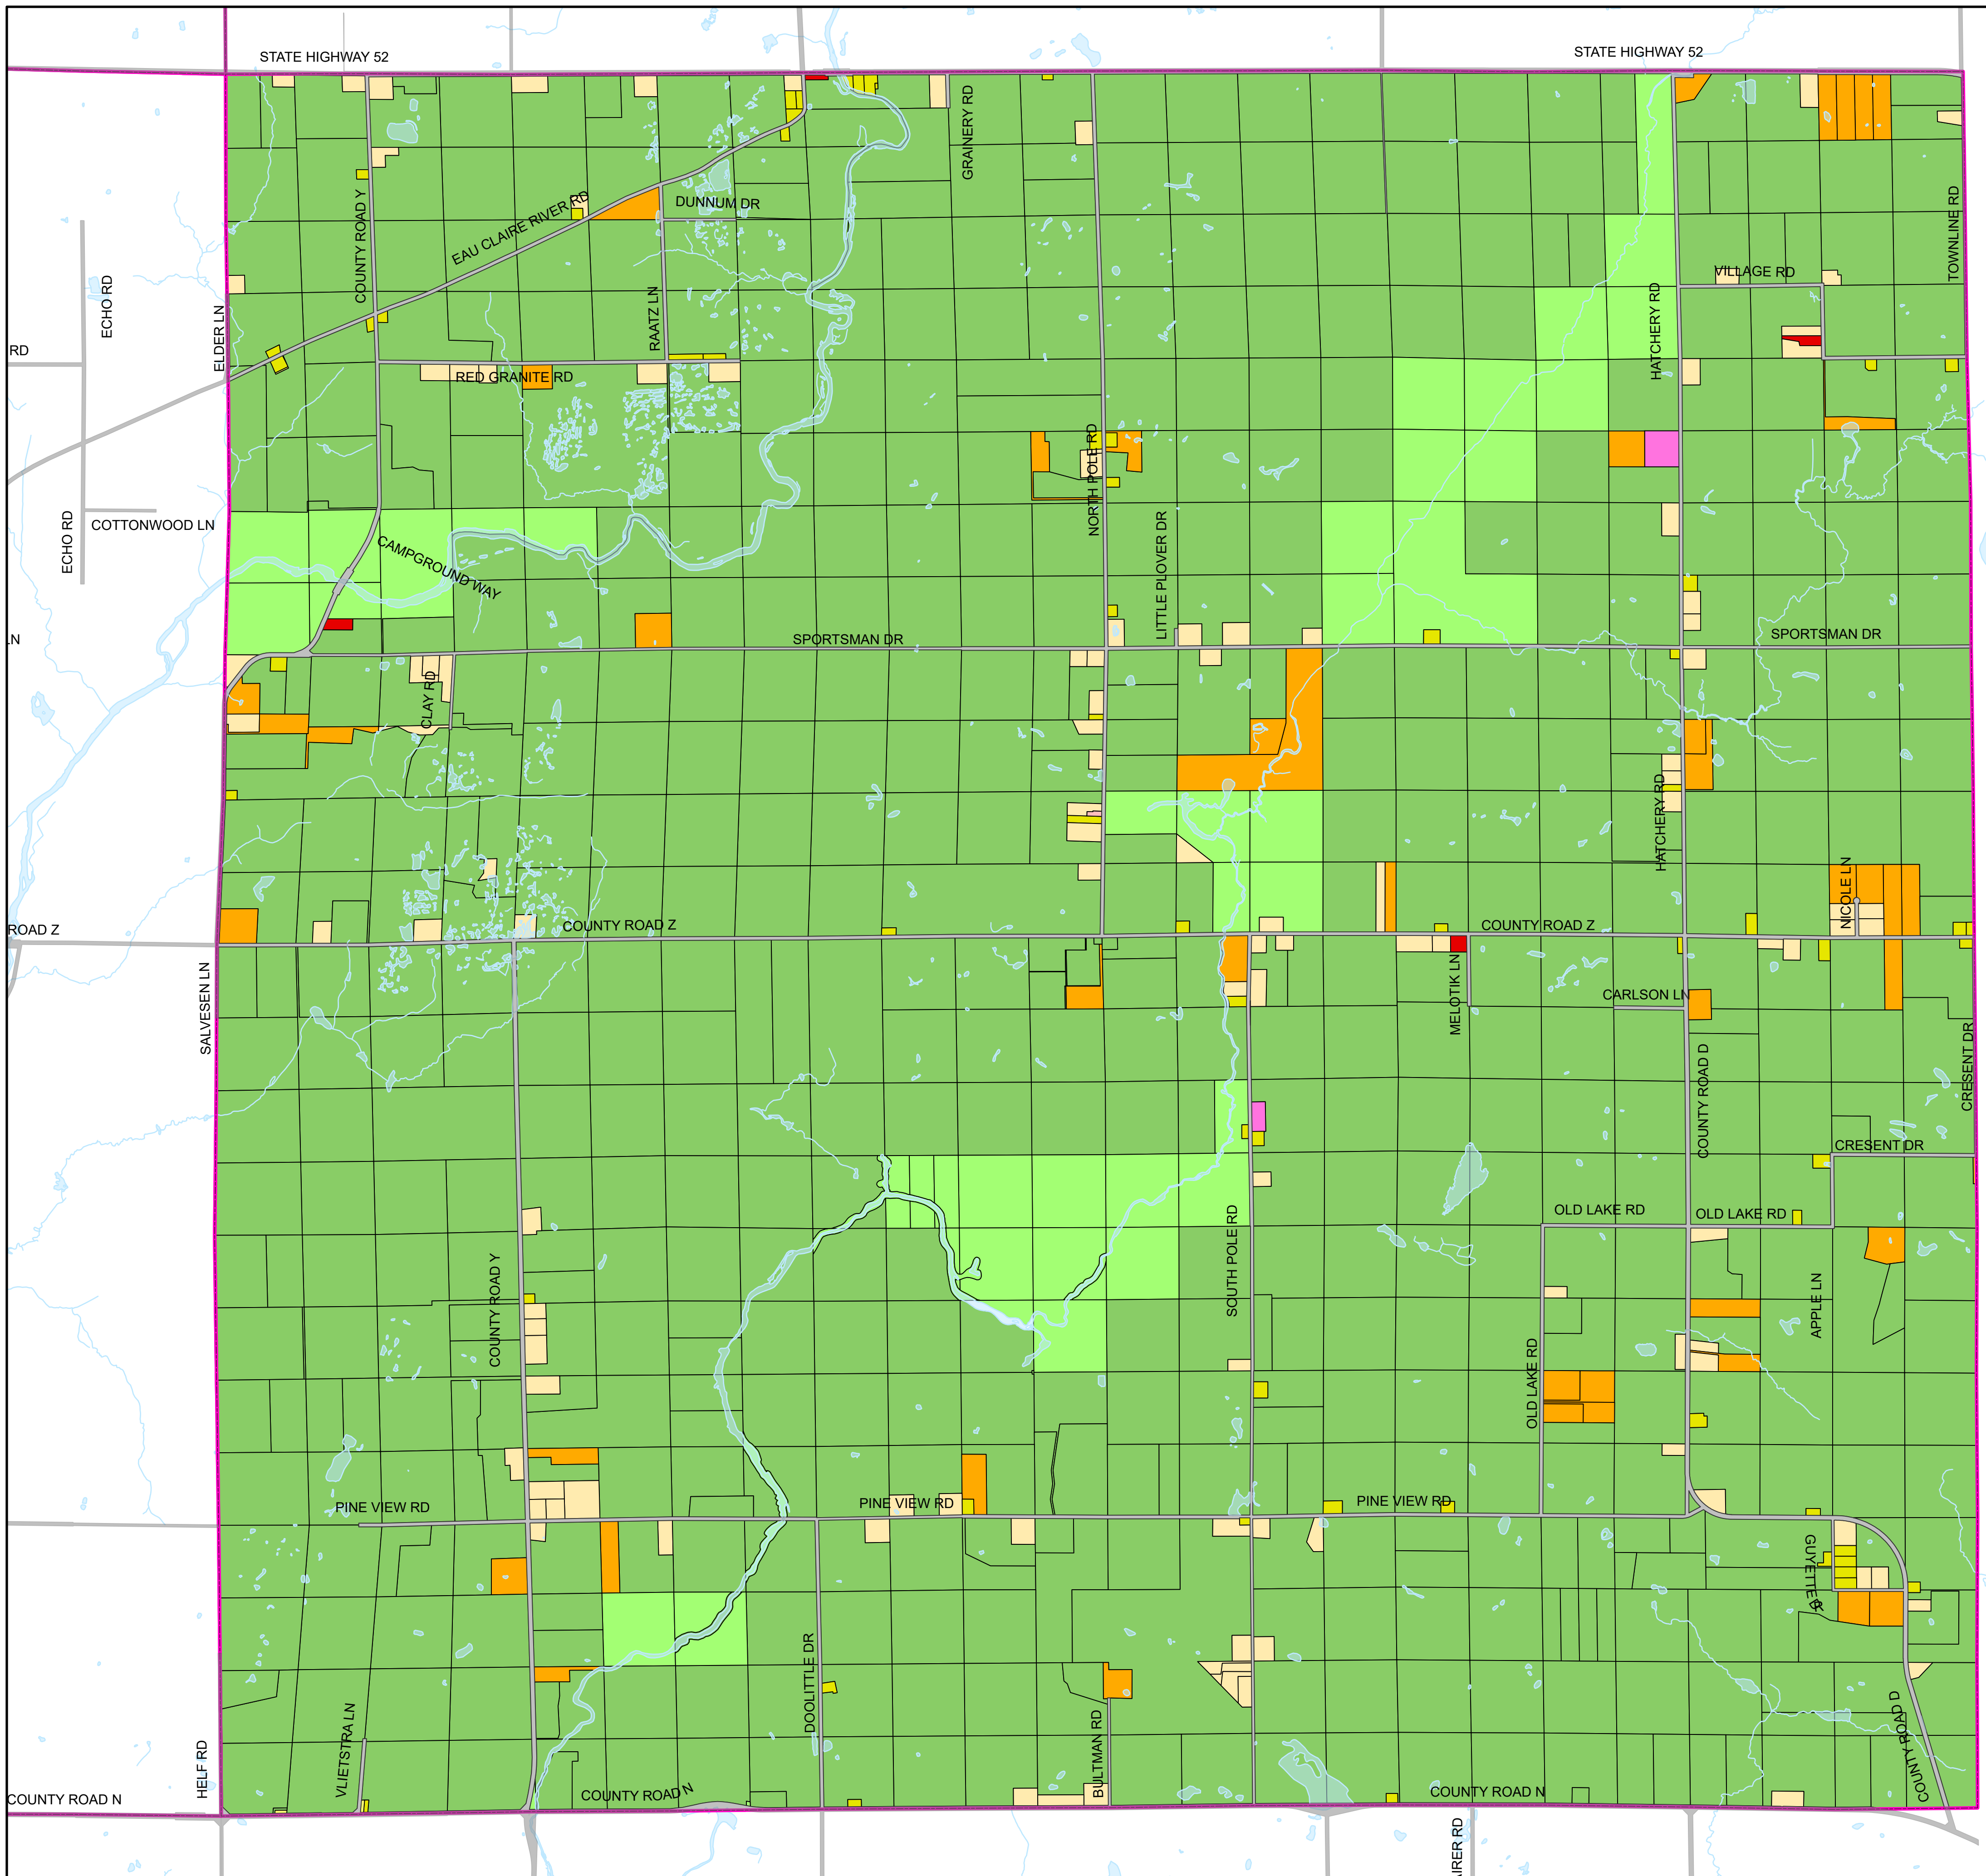 STATE HIGHWAY 52
STATE HIGHWAY 52
GRAINERY RD
COUNTY ROAD Y
EAU CLAIRE RIVER RD
DUNNUM DR
TOWNLINE RD
VILLAGE RD
ECHO RD
ELDER LN
RAATZ LN
HATCHERY RD
RD
RED GRANITE RD
NORTH POLE RD
ECHO RD
COTTONWOOD LN
CAMPGROUND WAY
LITTLE PLOVER DR
LN
SPORTSMAN DR
SPORTSMAN DR
CLAY RD
HATCHERY RD
NICOLE LN
ROAD Z
COUNTY ROAD Z
COUNTY ROAD Z
SALVESEN LN
MELOTIK LN
CARLSON LN
COUNTY ROAD D
CRESENT DR
CRESENT DR
OLD LAKE RD
OLD LAKE RD
SOUTH POLE RD
COUNTY ROAD Y
APPLE LN
OLD LAKE RD
PINE VIEW RD
PINE VIEW RD
PINE VIEW RD
GUYETTE DR
DOOLITTLE DR
VLIETSTRA LN
HELF RD
BULTMAN RD
COUNTY ROAD D
COUNTY ROAD N
COUNTY ROAD N
COUNTY ROAD N
IRER RD